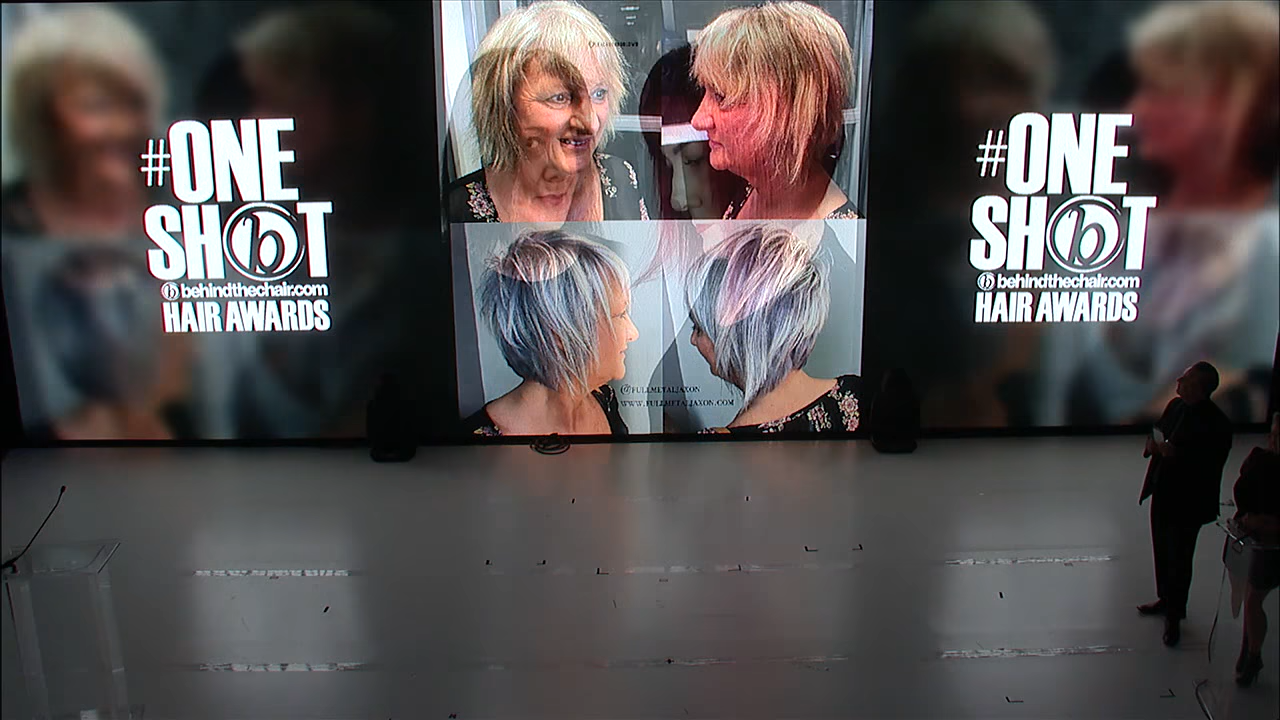 #ONE
SHOT
behindthechair.com
HAIR AWARDS
@FULLMETALJAXON
WWW.FULLMETALJAXON.COM
#ONE
SHOT
behindthechair.com
HAIR AWARDS